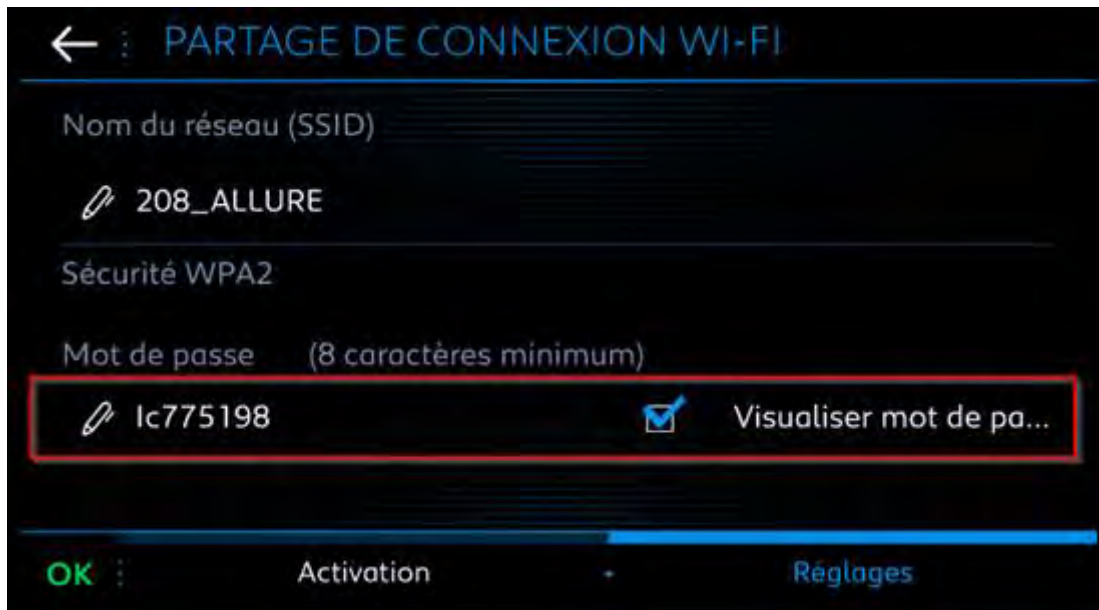 PARTAGE DE CONNEXION WI-FI
Nom du réseau (SSID)
208_ALLURE
Sécurité WPA2
Mot de passe (8 caractères minimum)
lc775198 Visualiser mot de pa...
OK Activation Réglages